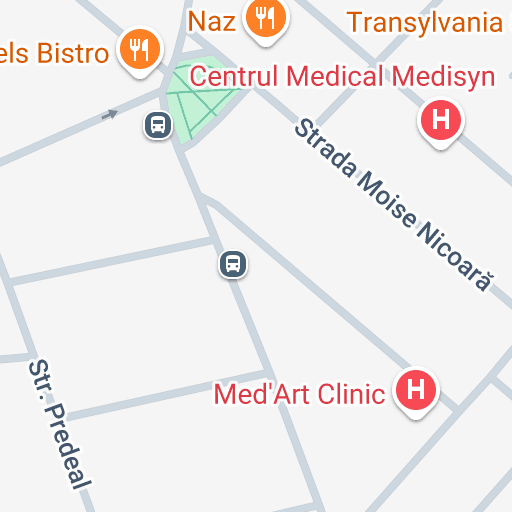 Naz
Transylvania
els Bistro
Centrul Medical Medisyn
H
Strada Moise Nicoară
Med'Art Clinic
H
Str. Predeal